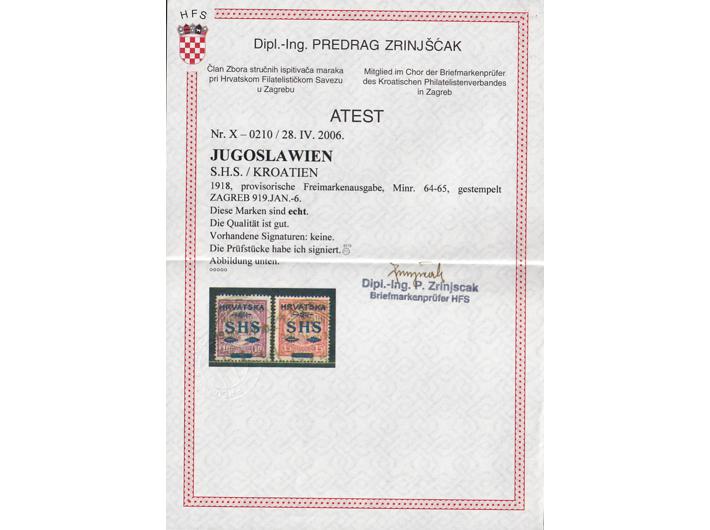 HFS
Dipl.-Ing. PREDRAG ZRINJŠĆAK
Član Zbora stručnih ispitivača maraka
pri Hrvatskom Filatelističkom Savezu
u Zagrebu
Mitglied im Chor der Briefmarkenprüfer
des Kroatischen Philatelistenverbandes
in Zagreb
ATEST
Nr. X – 0210 / 28. IV. 2006.
JUGOSLAWIEN
S.H.S. / KROATIEN
1918, provisorische Freimarkenausgabe, Minr. 64-65, gestempelt
ZAGREB 919.JAN.-6.
Diese Marken sind echt.
Die Qualität ist gut.
Vorhandene Signaturen: keine.
Die Prüfstücke habe ich signiert.
Abbildung unten.
Dipl.-Ing. P. Zrinjscak
Briefmarkenprüfer HFS
HRVATSKA
SHS
HRVATSKA
SHS